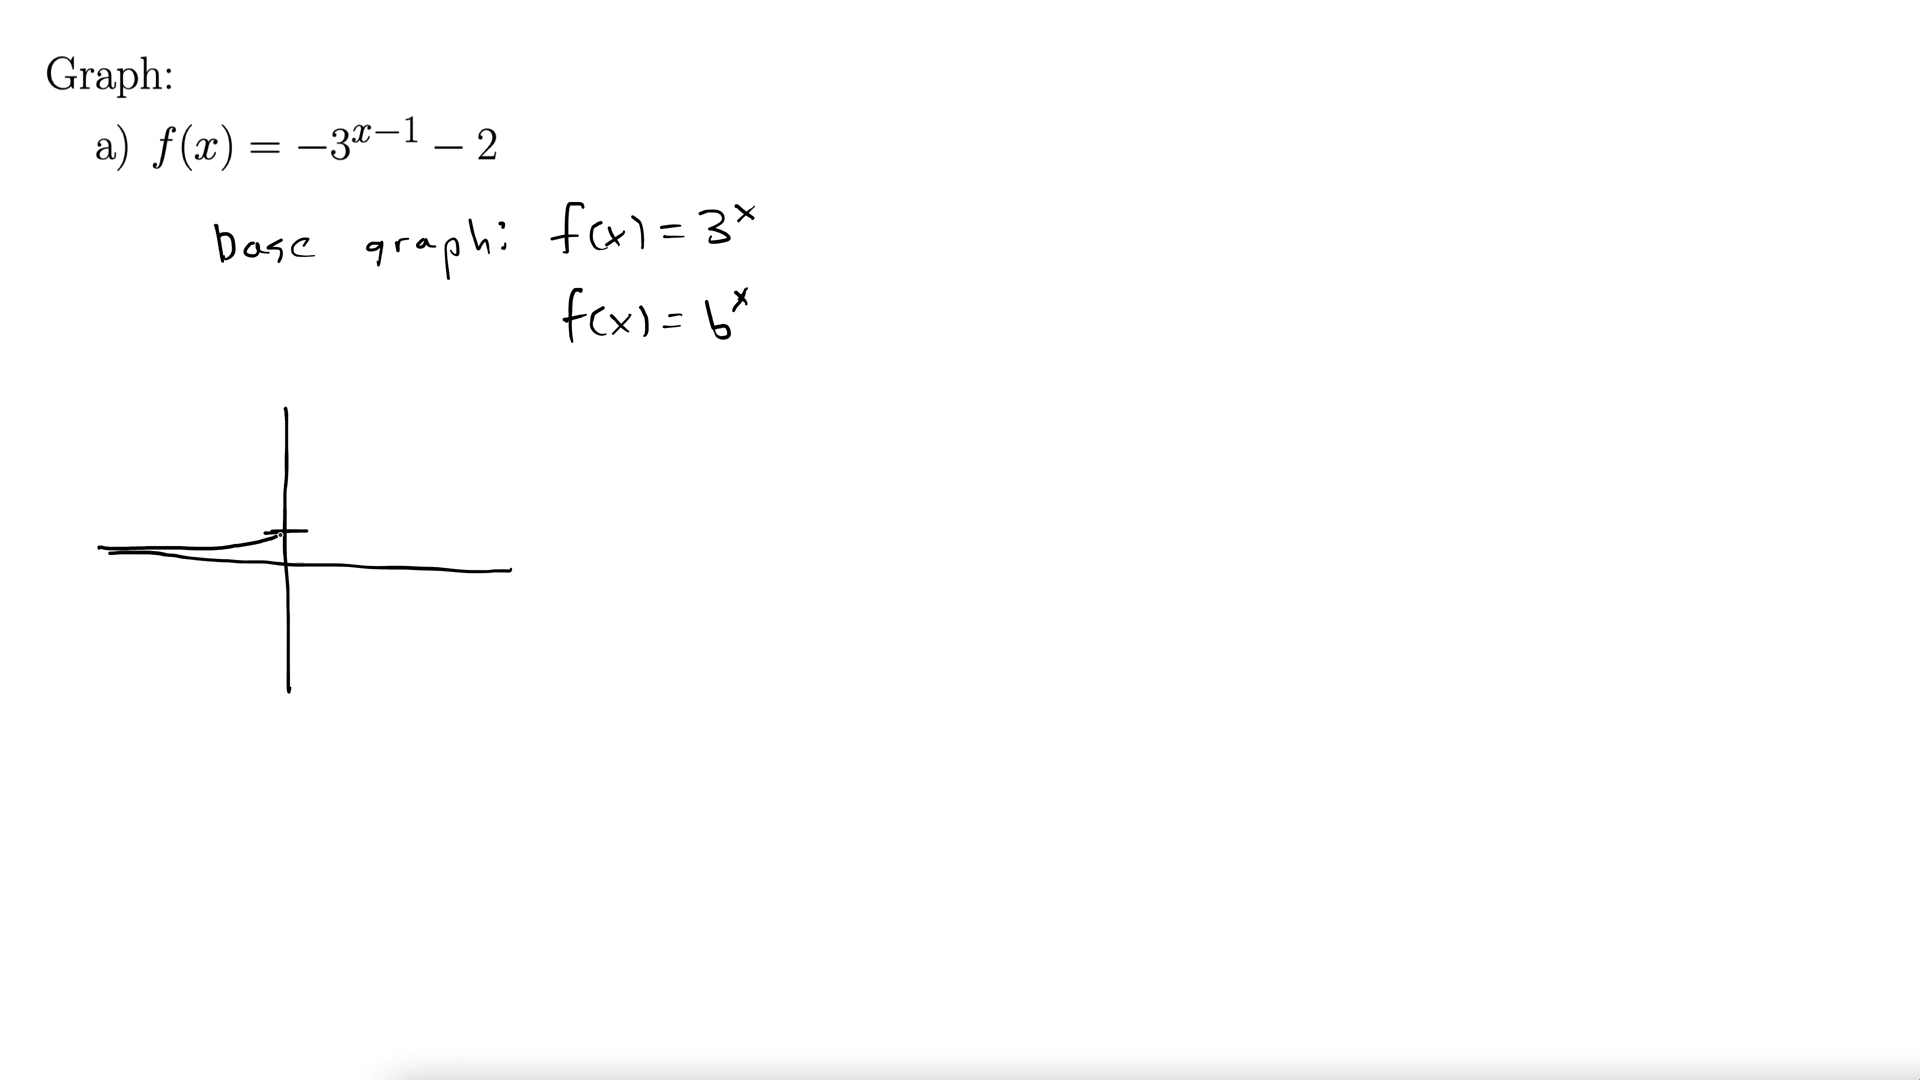 Graph:
a) f(x) = −3^{x−1} − 2
base graph: f(x) = 3^x
f(x) = b^x